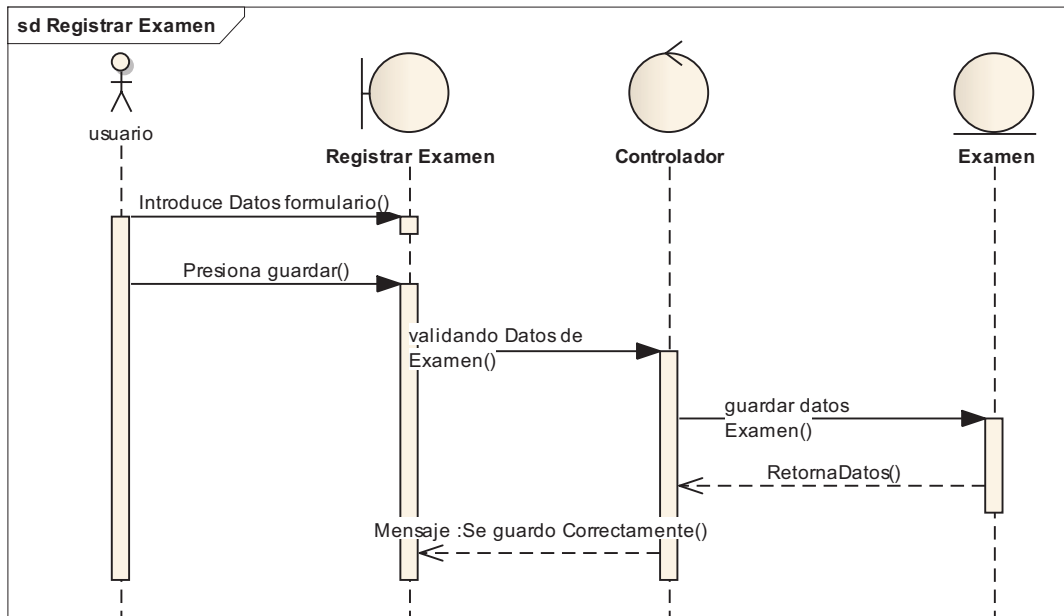 sd Registrar Examen
usuario
Registrar Examen
Controlador
Examen
Introduce Datos formulario()
Presiona guardar()
validando Datos de
Examen()
guardar datos
Examen()
RetornaDatos()
Mensaje :Se guardo Correctamente()